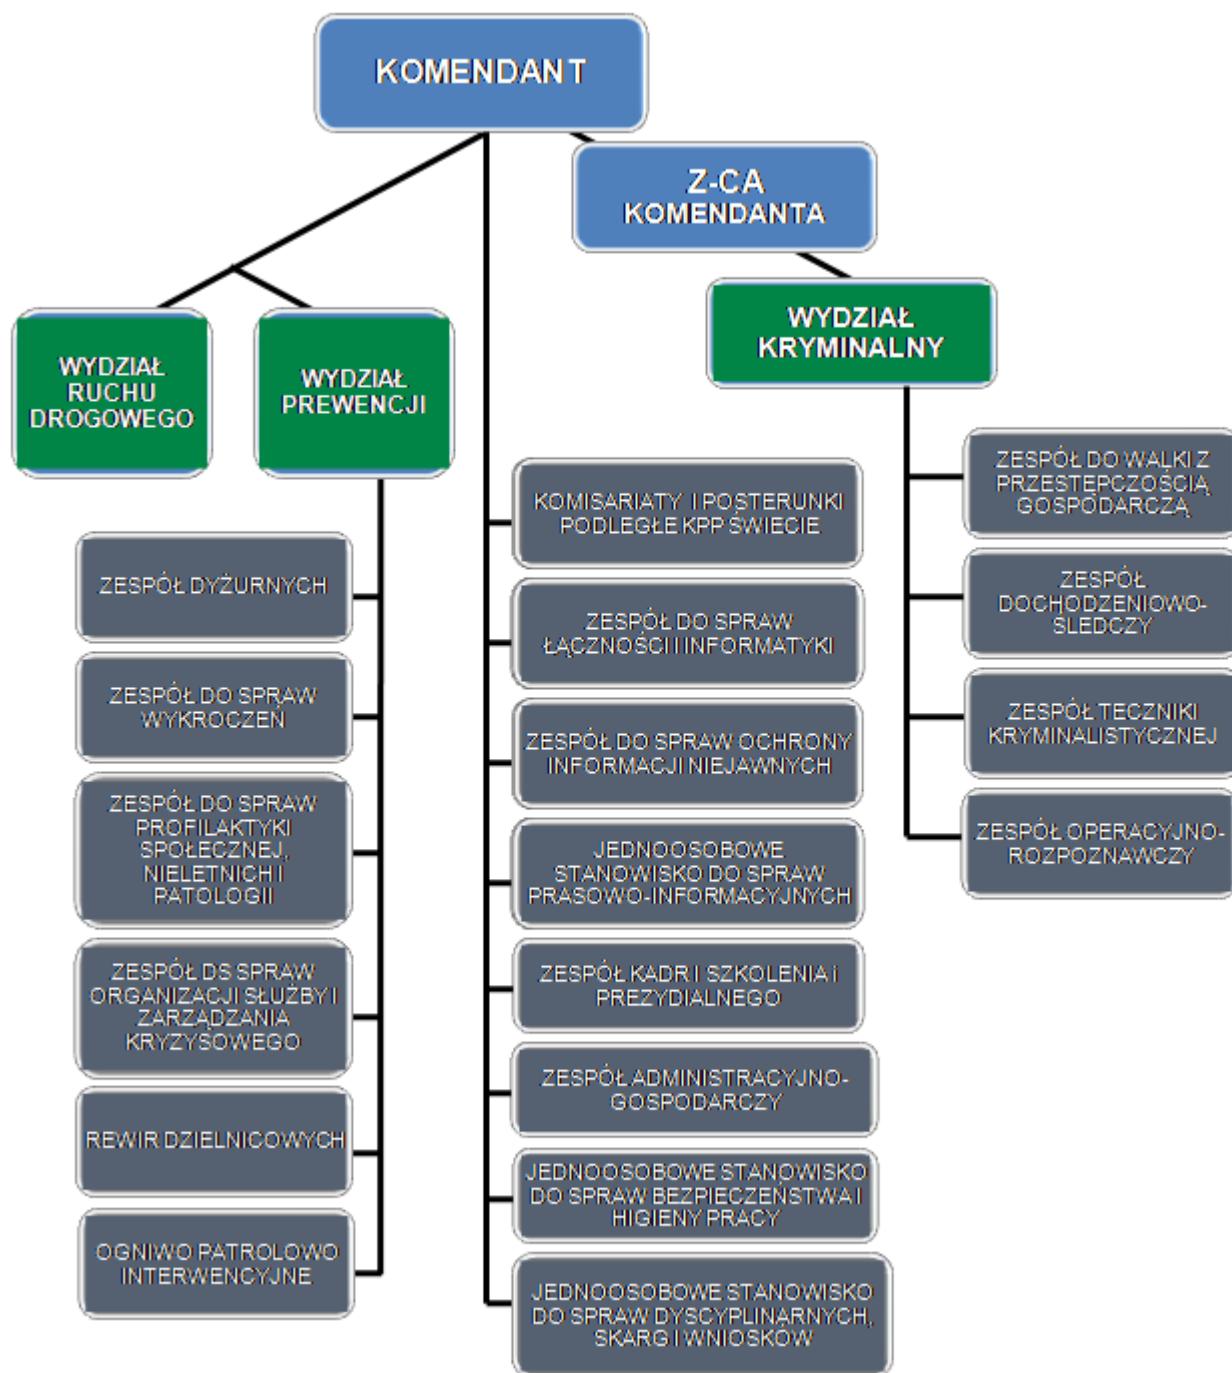 KOMENDANT
Z-CA
KOMENDANTA
WYDZIAŁ
KRYMINALNY
WYDZIAŁ
RUCHU
DROGOWEGO
WYDZIAŁ
PREWENCJI
ZESPÓŁ DYŻURNYCH
ZESPÓŁ DO SPRAW
WYKROCZEŃ
ZESPÓŁ DO SPRAW
PROFILAKTYKI
SPOŁECZNEJ,
NIELETNICH I
PATOLOGII
ZESPÓŁ DS SPRAW
ORGANIZACJI SŁUŻBY I
ZARZĄDZANIA
KRYZYSOWEGO
REWIR DZIELNICOWYCH
OGNIWO PATROLOWO
INTERWENCYJNE
KOMISARIATY I POSTERUNKI
PODLEGŁE KPP ŚWIECIE
ZESPÓŁ DO SPRAW
ŁĄCZNOŚCI I INFORMATYKI
ZESPÓŁ DO SPRAW OCHRONY
INFORMACJI NIEJAWNYCH
JEDNOOSOBOWE
STANOWISKO DO SPRAW
PRASOWO-INFORMACYJNYCH
ZESPÓŁ KADR I SZKOLENIA i
PREZYDIALNEGO
ZESPÓŁ ADMINISTRACYJNO-
GOSPODARCZY
JEDNOOSOBOWE STANOWISKO
DO SPRAW BEZPIECZEŃSTWA I
HIGIENY PRACY
JEDNOOSOBOWE STANOWISKO
DO SPRAW DYSCYPLINARNYCH,
SKARG I WNIOSKÓW
ZESPÓŁ DO WALKI Z
PRZESTĘPCZOŚCIĄ
GOSPODARCZĄ
ZESPÓŁ
DOCHODZENIOWO-
ŚLEDCZY
ZESPÓŁ TECZNIKI
KRYMINALISTYCZNEJ
ZESPÓŁ OPERACYJNO-
ROZPOZNAWCZY